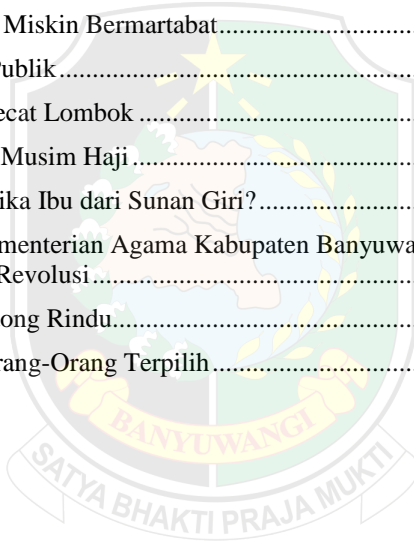 Miskin Bermartabat..............................
Publik..............................
ecat Lombok..............................
Musim Haji..............................
ika Ibu dari Sunan Giri?..............................
menterian Agama Kabupaten Banyuwa
Revolusi..............................
ong Rindu..............................
rang-Orang Terpilih..............................
BANYUWANGI
SATYA BHAKTI PRAJA MUKTI